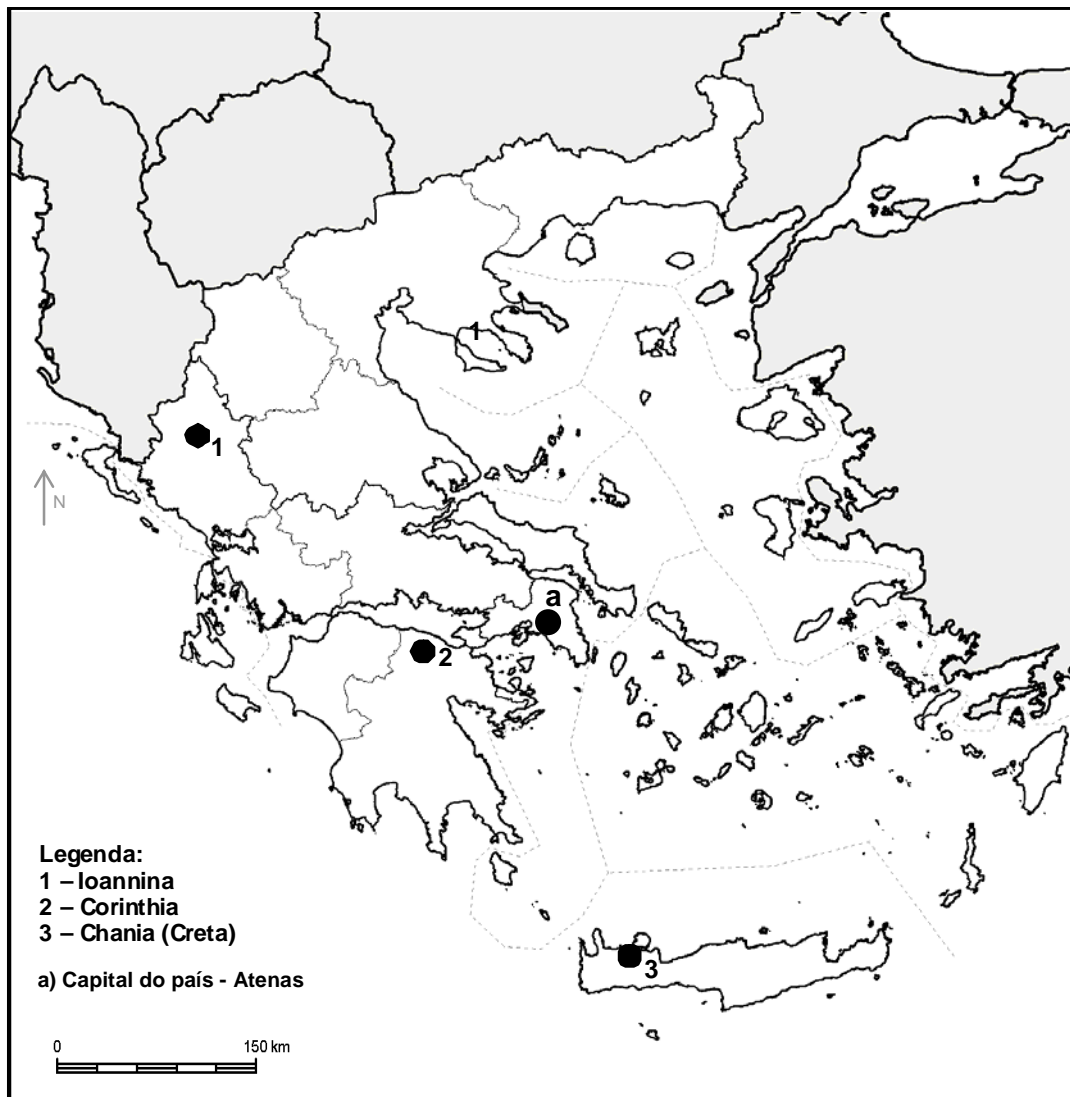 1
1
N
a
2
Legenda:
1 – Ioannina
2 – Corinthia
3 – Chania (Creta)
3
a) Capital do país - Atenas
0 150 km